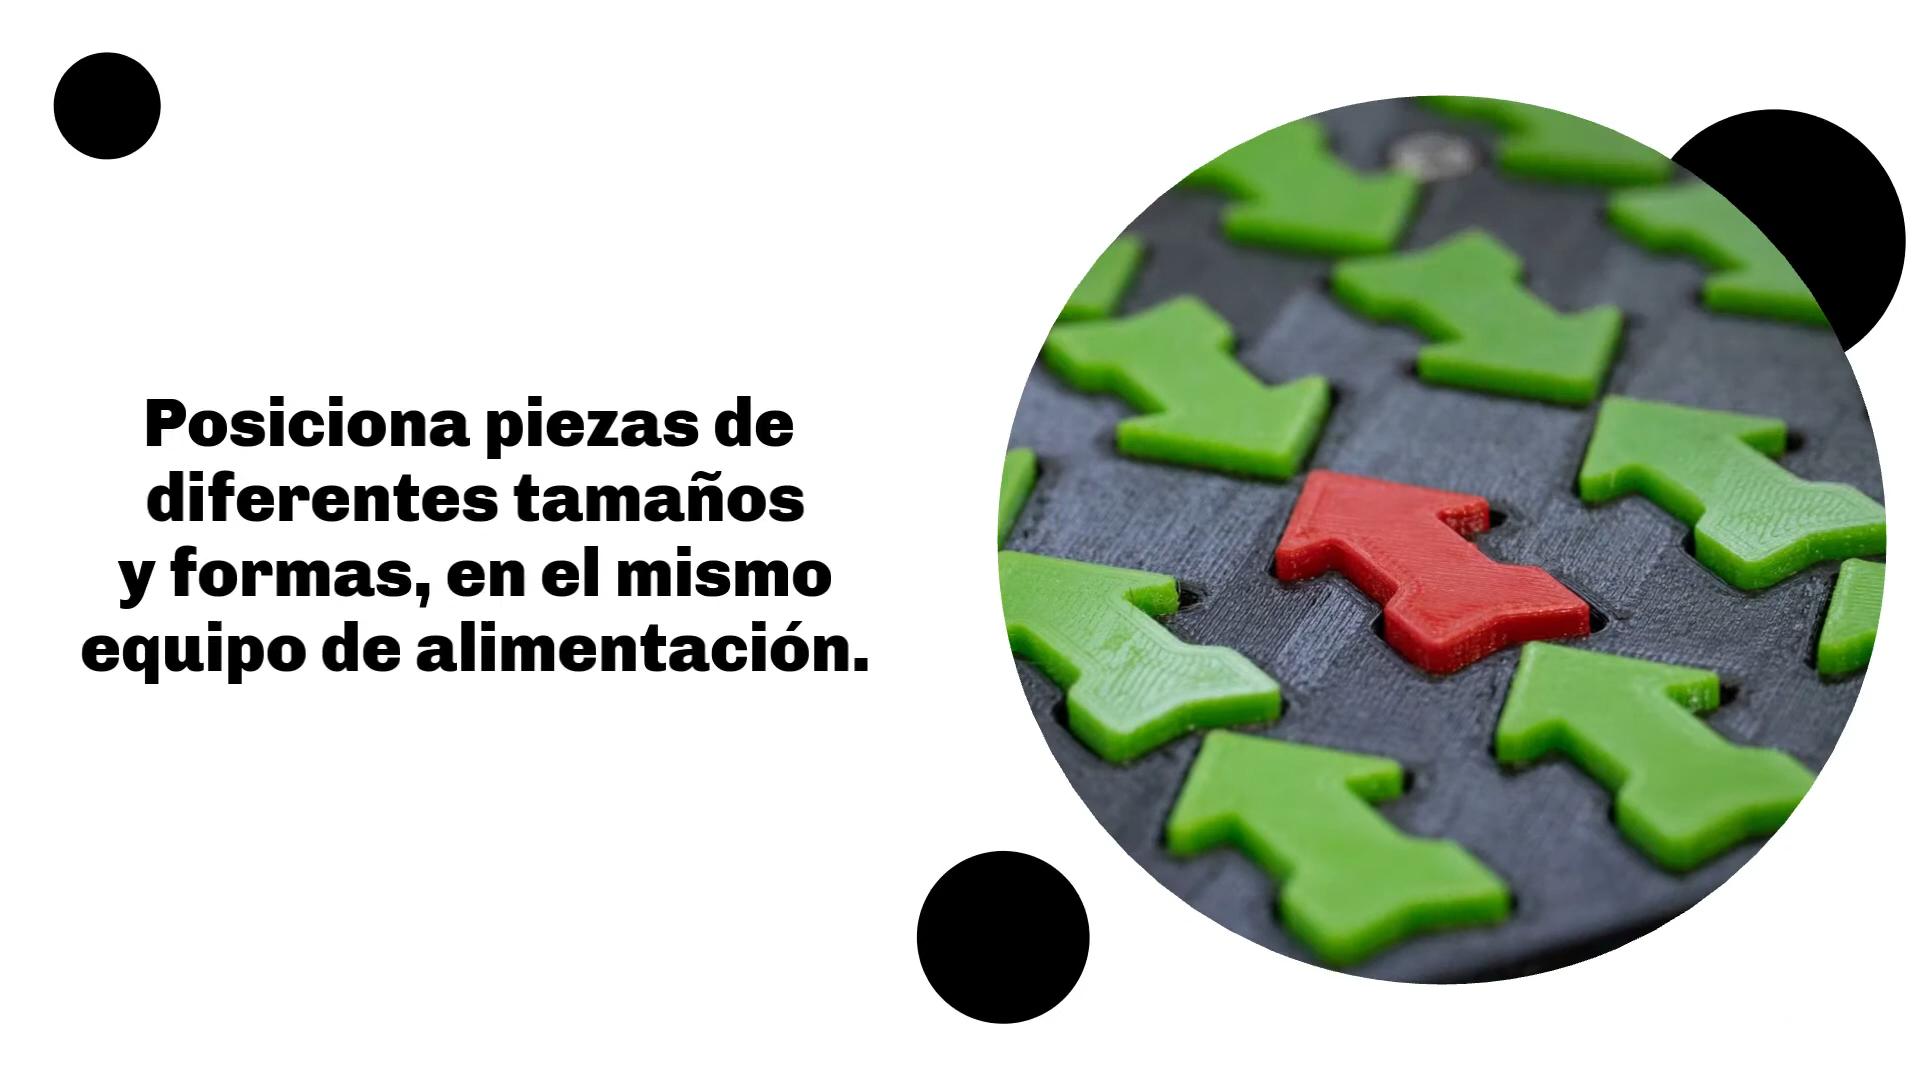 Posiciona piezas de
diferentes tamaños
y formas, en el mismo
equipo de alimentación.